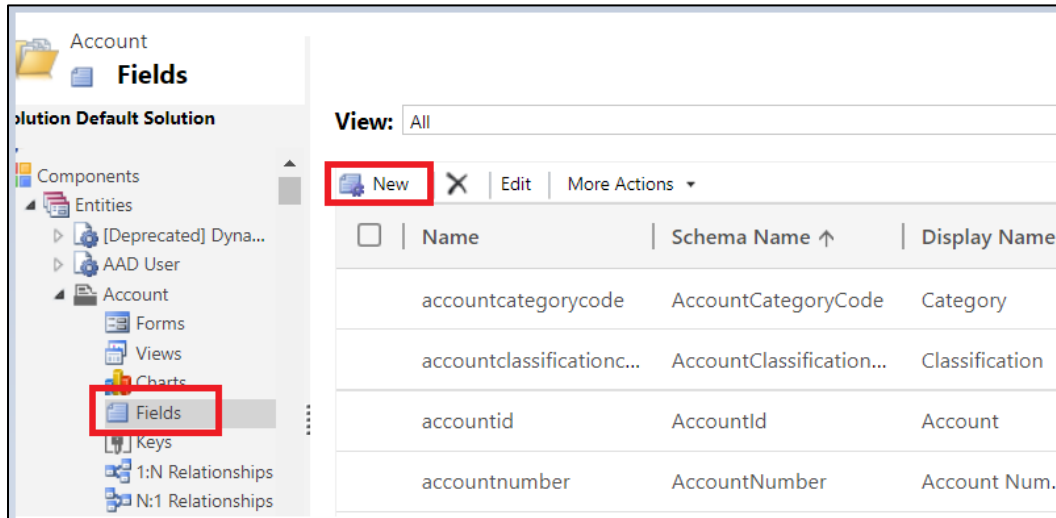 Account
Fields
olution Default Solution
Components
Entities
[Deprecated] Dyna...
AAD User
Account
Forms
Views
Charts
Fields
Keys
1:N Relationships
N:1 Relationships
View: All
New Edit More Actions
Name Schema Name Display Name
accountcategorycode AccountCategoryCode Category
accountclassificationc... AccountClassification... Classification
accountid AccountId Account
accountnumber AccountNumber Account Num.